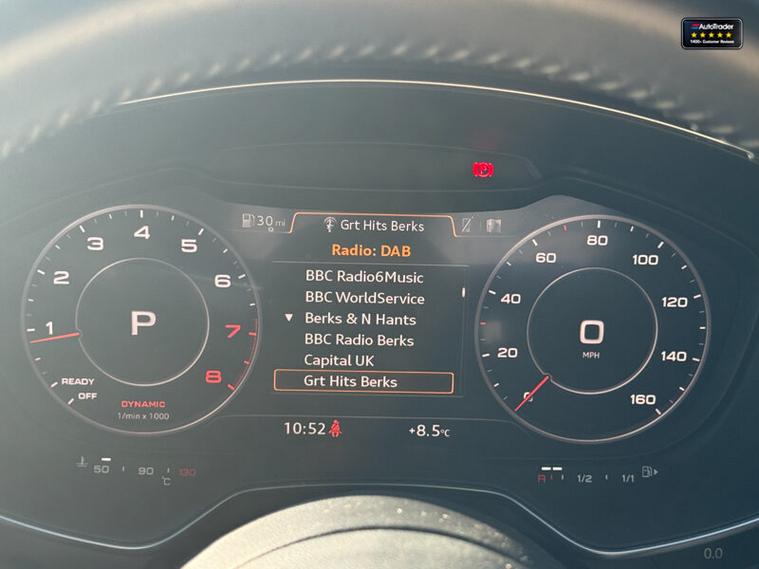 AutoTrader
1400+ Customer Reviews
30 mi
Grt Hits Berks
Radio: DAB
BBC Radio6Music
BBC WorldService
Berks & N Hants
BBC Radio Berks
Capital UK
Grt Hits Berks
1 2 3 4 5 6 7 8
P
READY
OFF
DYNAMIC
1/min x 1000
20 40 60 80 100 120 140 160
0
MPH
10:52
+8.5°C
50 90 130
°C
R 1/2 1/1
0.0